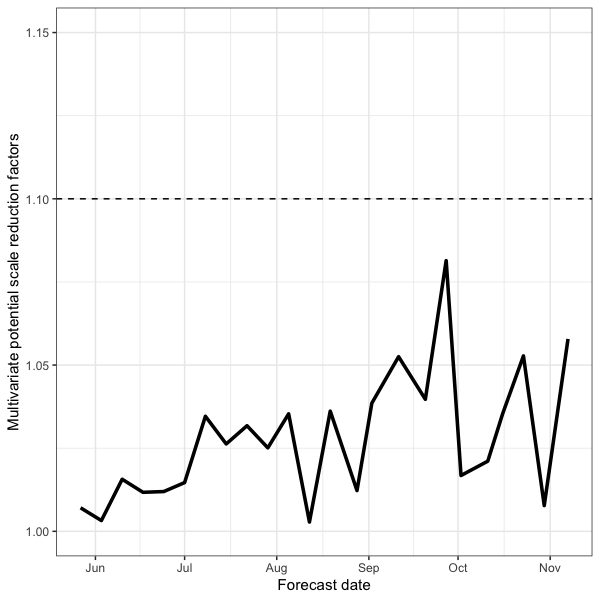 Multivariate potential scale reduction factors
1.15
1.10
1.05
1.00
Jun Jul Aug Sep Oct Nov
Forecast date